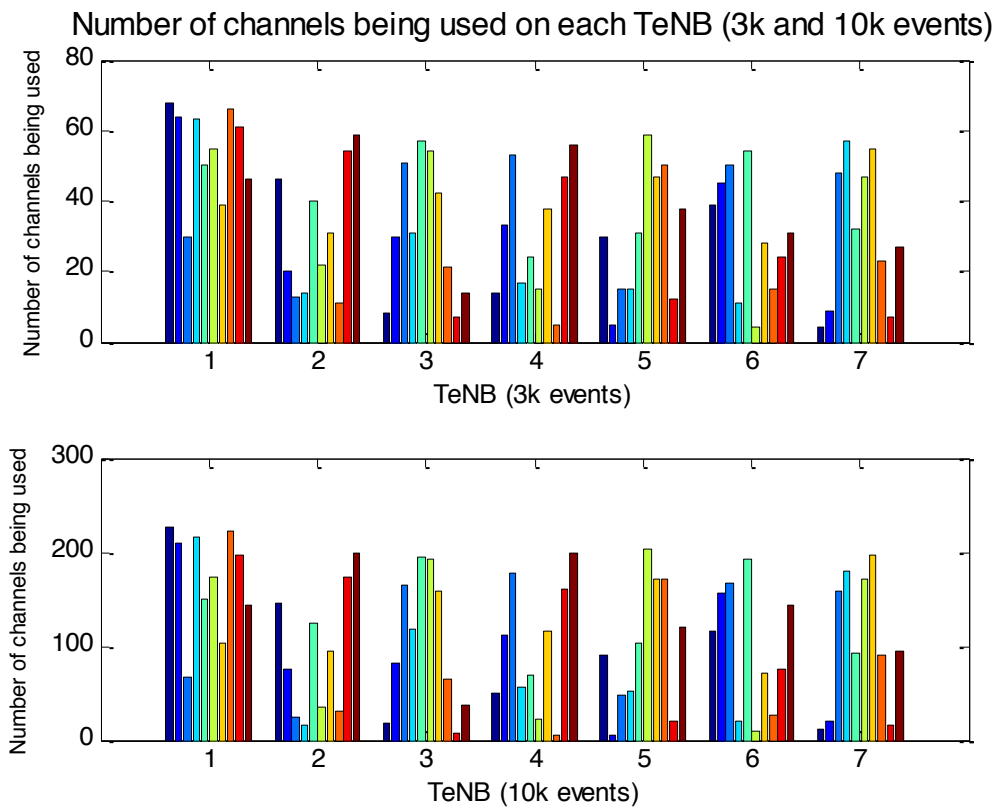 Number of channels being used on each TeNB (3k and 10k events)
Number of channels being used
80
60
40
20
0
1 2 3 4 5 6 7
TeNB (3k events)
Number of channels being used
300
200
100
0
1 2 3 4 5 6 7
TeNB (10k events)